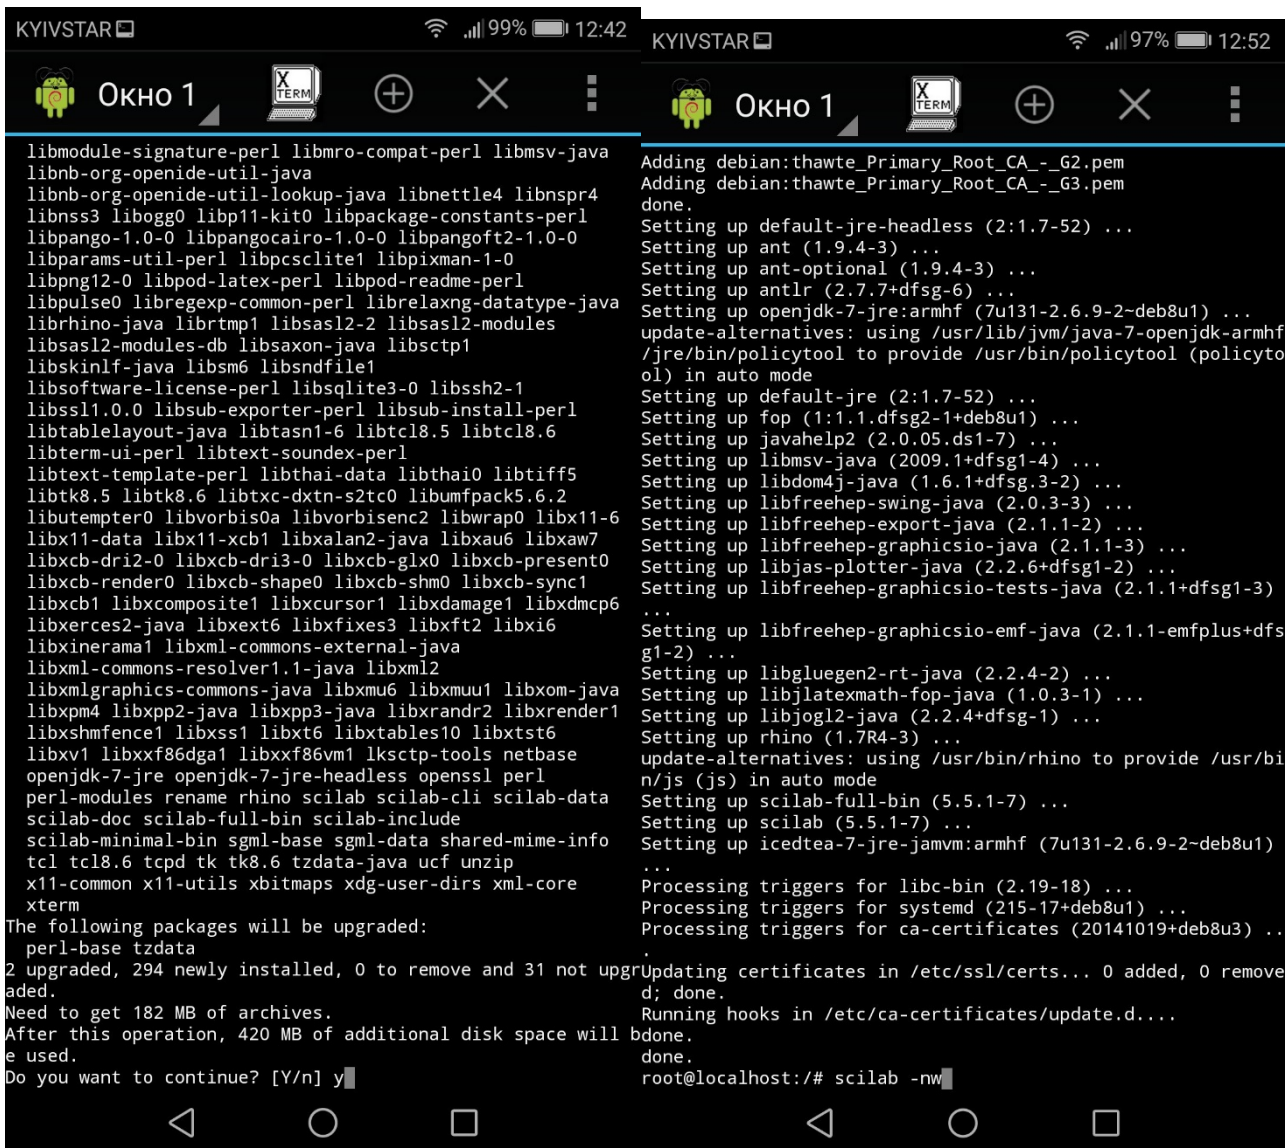 KYIVSTAR 99% 12:42
Окно 1 X TERM
libmodule-signature-perl libmro-compat-perl libmsv-java
libnb-org-openide-util-java
libnb-org-openide-util-lookup-java libnettle4 libnspr4
libnss3 libogg0 libp11-kit0 libpackage-constants-perl
libpango-1.0-0 libpangocairo-1.0-0 libpangoft2-1.0-0
libparams-util-perl libpcsclite1 libpixman-1-0
libpng12-0 libpod-latex-perl libpod-readme-perl
libpulse0 libregexp-common-perl librelaxng-datatype-java
librhino-java librtmp1 libsasl2-2 libsasl2-modules
libsasl2-modules-db libsaxon-java libsctp1
libskinlf-java libsm6 libsndfile1
libsoftware-license-perl libsqlite3-0 libssh2-1
libssl1.0.0 libsub-exporter-perl libsub-install-perl
libtablelayout-java libtasn1-6 libtcl8.5 libtcl8.6
libterm-ui-perl libtext-soundex-perl
libtext-template-perl libthai-data libthai0 libtiff5
libtk8.5 libtk8.6 libtxc-dxtn-s2tc0 libumfpack5.6.2
libutempter0 libvorbis0a libvorbisenc2 libwrap0 libx11-6
libx11-data libx11-xcb1 libxalan2-java libxau6 libxaw7
libxcb-dri2-0 libxcb-dri3-0 libxcb-glx0 libxcb-present0
libxcb-render0 libxcb-shape0 libxcb-shm0 libxcb-sync1
libxcb1 libxcomposite1 libxcursor1 libxdamage1 libxdmcp6
libxerces2-java libxext6 libxfixes3 libxft2 libxi6
libxinerama1 libxml-commons-external-java
libxml-commons-resolver1.1-java libxml2
libxmlgraphics-commons-java libxmu6 libxmuu1 libxom-java
libxpm4 libxpp2-java libxpp3-java libxrandr2 libxrender1
libxshmfence1 libxss1 libxt6 libxtables10 libxtst6
libxv1 libxxf86dga1 libxxf86vm1 lksctp-tools netbase
openjdk-7-jre openjdk-7-jre-headless openssl perl
perl-modules rename rhino scilab scilab-cli scilab-data
scilab-doc scilab-full-bin scilab-include
scilab-minimal-bin sgml-base sgml-data shared-mime-info
tcl tcl8.6 tcpd tk tk8.6 tzdata-java ucf unzip
x11-common x11-utils xbitmaps xdg-user-dirs xml-core
xterm
The following packages will be upgraded:
perl-base tzdata
2 upgraded, 294 newly installed, 0 to remove and 31 not upgr
aded.
Need to get 182 MB of archives.
After this operation, 420 MB of additional disk space will b
e used.
Do you want to continue? [Y/n] y
KYIVSTAR 97% 12:52
Окно 1 X TERM
Adding debian:thawte_Primary_Root_CA_-_G2.pem
Adding debian:thawte_Primary_Root_CA_-_G3.pem
done.
Setting up default-jre-headless (2:1.7-52) ...
Setting up ant (1.9.4-3) ...
Setting up ant-optional (1.9.4-3) ...
Setting up antlr (2.7.7+dfsg-6) ...
Setting up openjdk-7-jre:armhf (7u131-2.6.9-2~deb8u1) ...
update-alternatives: using /usr/lib/jvm/java-7-openjdk-armhf
/jre/bin/policytool to provide /usr/bin/policytool (policyto
ol) in auto mode
Setting up default-jre (2:1.7-52) ...
Setting up fop (1:1.1.dfsg2-1+deb8u1) ...
Setting up javahelp2 (2.0.05.ds1-7) ...
Setting up libmsv-java (2009.1+dfsg1-4) ...
Setting up libdom4j-java (1.6.1+dfsg.3-2) ...
Setting up libfreehep-swing-java (2.0.3-3) ...
Setting up libfreehep-export-java (2.1.1-2) ...
Setting up libfreehep-graphicsio-java (2.1.1-3) ...
Setting up libjas-plotter-java (2.2.6+dfsg1-2) ...
Setting up libfreehep-graphicsio-tests-java (2.1.1+dfsg1-3)
...
Setting up libfreehep-graphicsio-emf-java (2.1.1-emfplus+dfs
g1-2) ...
Setting up libgluegen2-rt-java (2.2.4-2) ...
Setting up libjlatexmath-fop-java (1.0.3-1) ...
Setting up libjogl2-java (2.2.4+dfsg-1) ...
Setting up rhino (1.7R4-3) ...
update-alternatives: using /usr/bin/rhino to provide /usr/bi
n/js (js) in auto mode
Setting up scilab-full-bin (5.5.1-7) ...
Setting up scilab (5.5.1-7) ...
Setting up icedtea-7-jre-jamvm:armhf (7u131-2.6.9-2~deb8u1)
...
Processing triggers for libc-bin (2.19-18) ...
Processing triggers for systemd (215-17+deb8u1) ...
Processing triggers for ca-certificates (20141019+deb8u3) ..
.
Updating certificates in /etc/ssl/certs... 0 added, 0 remove
d; done.
Running hooks in /etc/ca-certificates/update.d....
done.
done.
root@localhost:/# scilab -nw